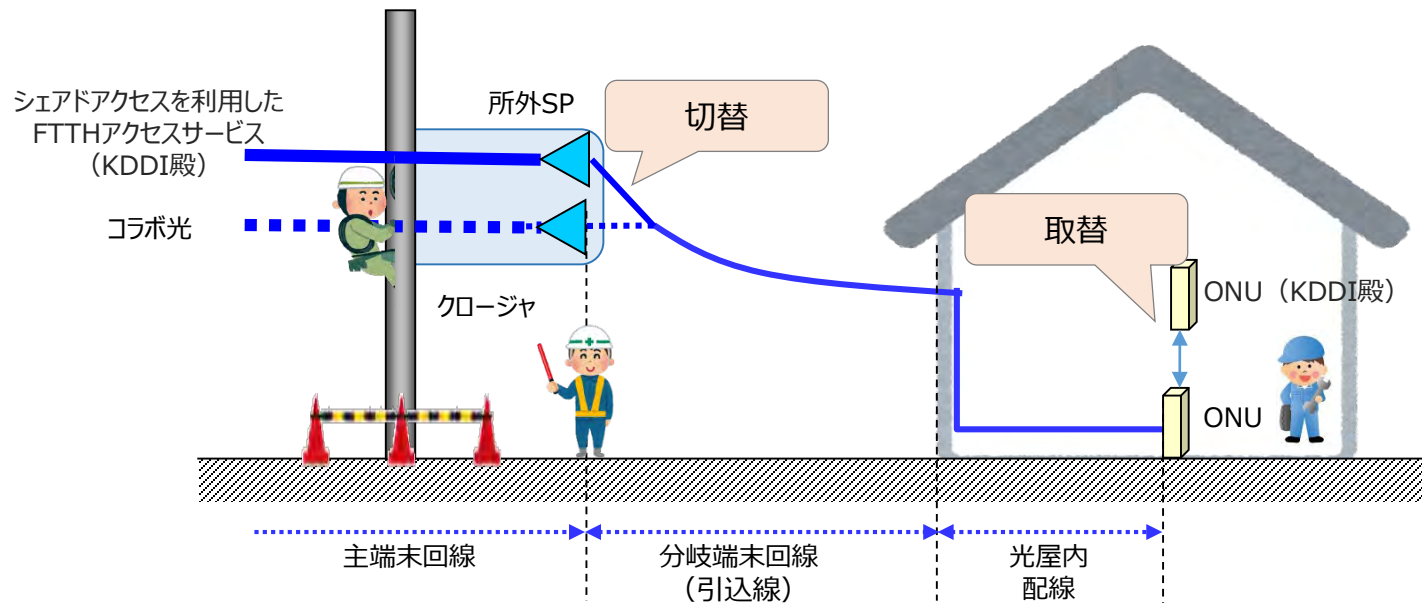 シェアドアクセスを利用した
FTTHアクセスサービス
（KDDI殿）
所外SP
切替
コラボ光
取替
クロージャ
ONU（KDDI殿）
ONU
主端末回線
分岐端末回線
（引込線）
光屋内
配線